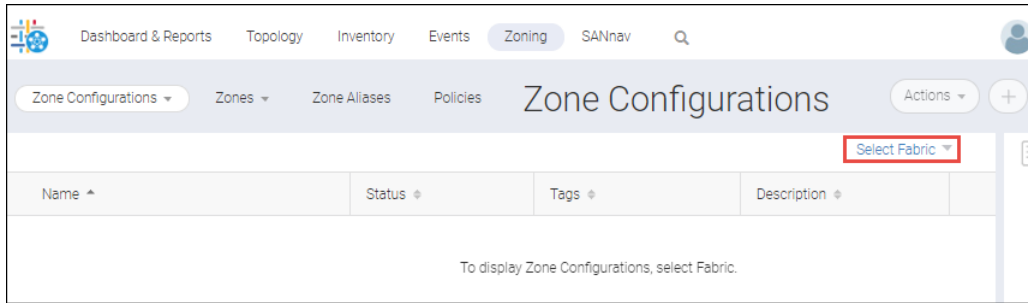 Dashboard & Reports Topology Inventory Events Zoning SANnav
Zone Configurations Zones Zone Aliases Policies Zone Configurations Actions
Select Fabric
Name Status Tags Description
To display Zone Configurations, select Fabric.